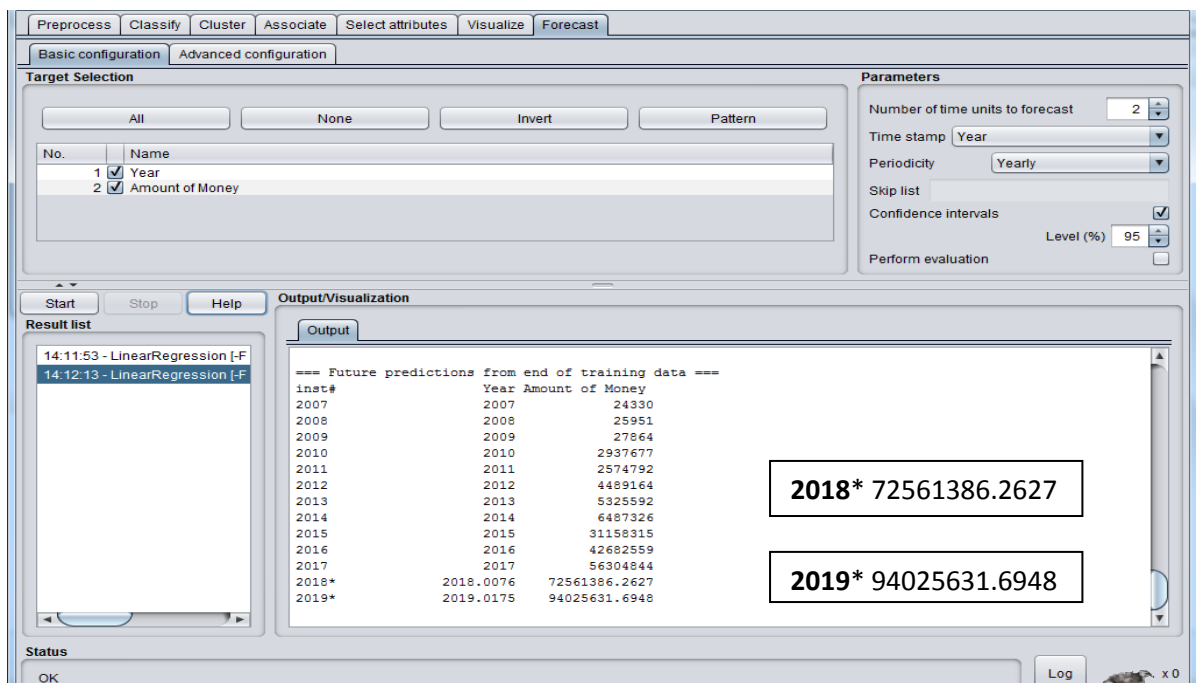 Preprocess Classify Cluster Associate Select attributes Visualize Forecast
Basic configuration Advanced configuration
Target Selection
All None Invert Pattern
No. Name
1 Year
2 Amount of Money
Parameters
Number of time units to forecast 2
Time stamp Year
Periodicity Yearly
Skip list
Confidence intervals
Level (%) 95
Perform evaluation
Start Stop Help
Result list
14:11:53 - LinearRegression [-F
14:12:13 - LinearRegression [-F
Output/Visualization
Output
=== Future predictions from end of training data ===
inst# Year Amount of Money
2007 2007 24330
2008 2008 25951
2009 2009 27864
2010 2010 2937677
2011 2011 2574792
2012 2012 4489164
2013 2013 5325592
2014 2014 6487326
2015 2015 31158315
2016 2016 42682559
2017 2017 56304844
2018* 2018.0076 72561386.2627
2019* 2019.0175 94025631.6948
2018* 72561386.2627
2019* 94025631.6948
Status
OK
Log x 0